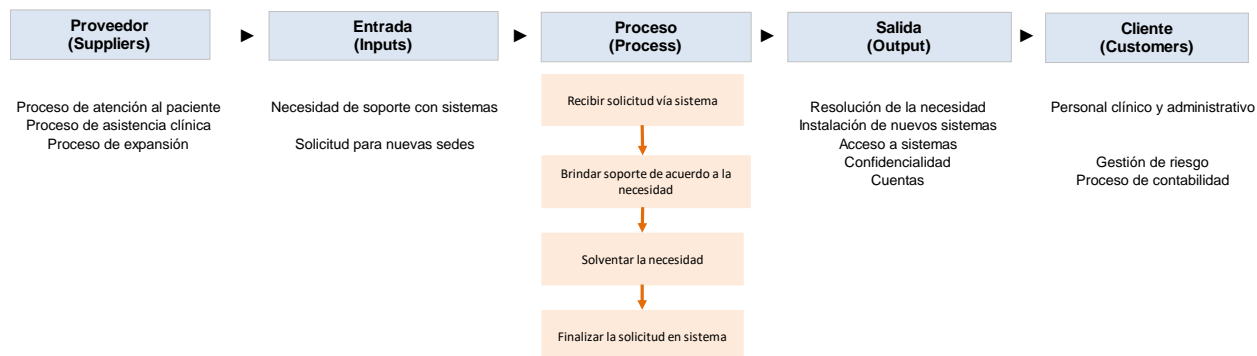 Proveedor
(Suppliers)
►
Entrada
(Inputs)
►
Proceso
(Process)
►
Salida
(Output)
►
Cliente
(Customers)
Proceso de atención al paciente
Proceso de asistencia clínica
Proceso de expansión
Necesidad de soporte con sistemas
Solicitud para nuevas sedes
Recibir solicitud vía sistema
Brindar soporte de acuerdo a la
necesidad
Solventar la necesidad
Finalizar la solicitud en sistema
Resolución de la necesidad
Instalación de nuevos sistemas
Acceso a sistemas
Confidencialidad
Cuentas
Personal clínico y administrativo
Gestión de riesgo
Proceso de contabilidad